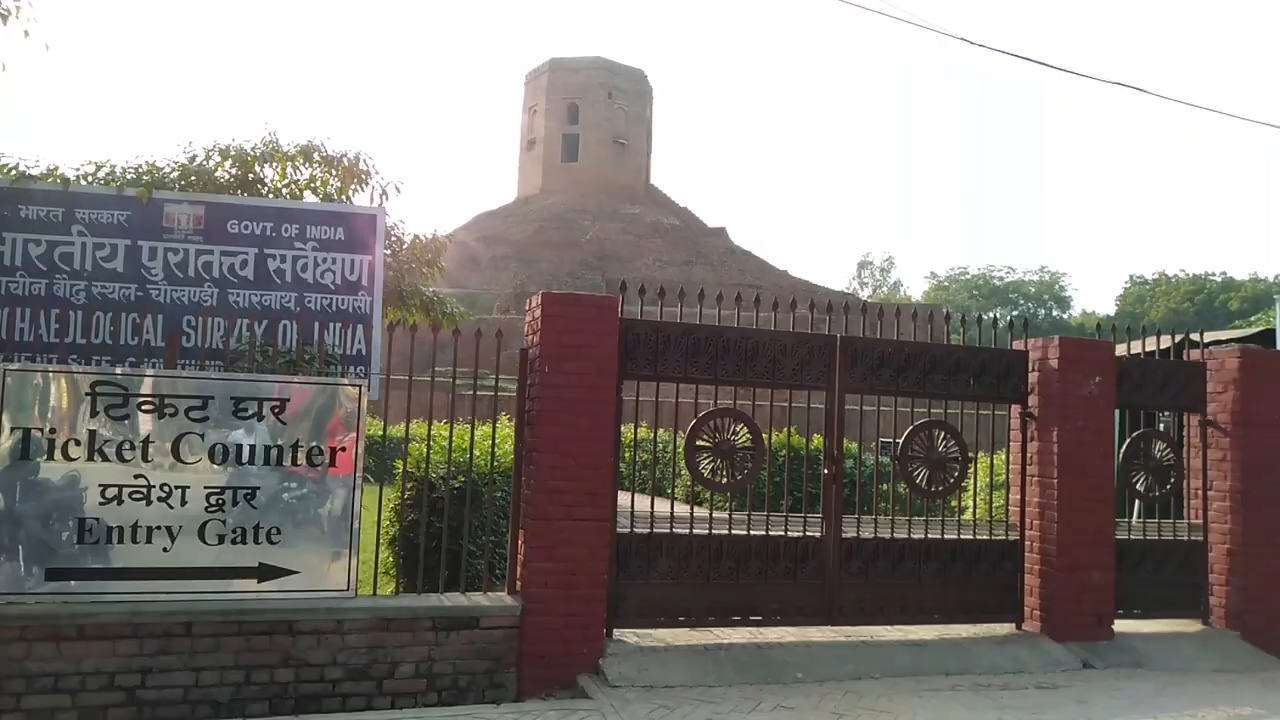 भारत सरकार
GOVT. OF INDIA
भारतीय पुरातत्त्व सर्वेक्षण
प्राचीन बौद्ध स्थल- चौखण्डी सारनाथ, वाराणसी
ARCHAEOLOGICAL SURVEY OF INDIA
टिकट घर
Ticket Counter
प्रवेश द्वार
Entry Gate